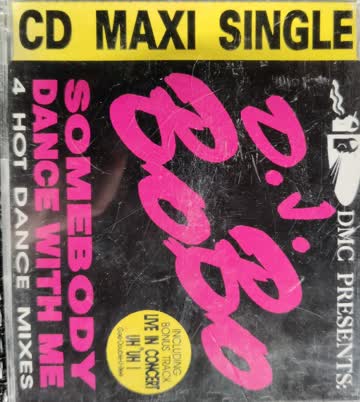 CD MAXI SINGLE
DMC PRESENTS:
D.J. BoBo
INCLUDING
BONUS TRACK
LIVE IN CONCERT
UH UH !
SOMEBODY
DANCE WITH ME
4 HOT DANCE MIXES